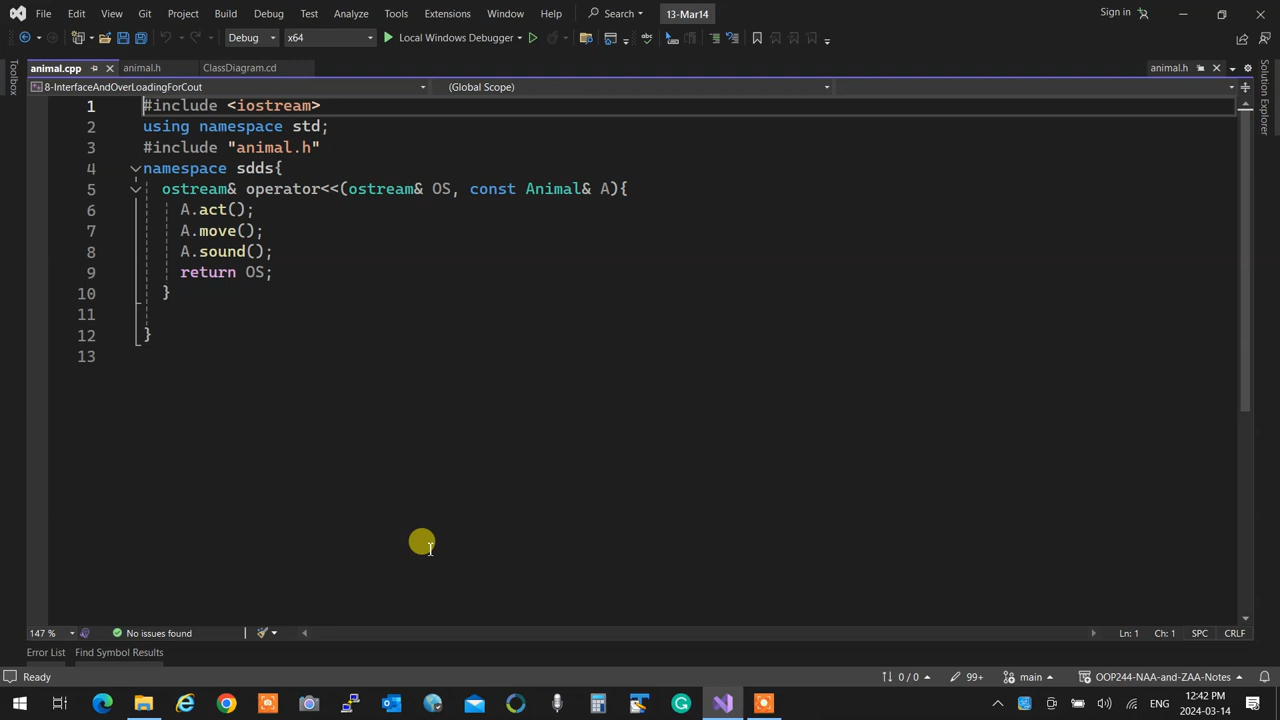 File Edit View Git Project Build Debug Test Analyze Tools Extensions Window Help Search 13-Mar14 Sign in
Debug x64 Local Windows Debugger
animal.cpp animal.h ClassDiagram.cd animal.h
Toolbox
Solution Explorer
8-InterfaceAndOverLoadingForCout (Global Scope)
1 #include <iostream>
2 using namespace std;
3 #include "animal.h"
4 namespace sdds{
5 ostream& operator<<(ostream& OS, const Animal& A){
6 A.act();
7 A.move();
8 A.sound();
9 return OS;
10 }
11
12 }
13
147 % No issues found Ln: 1 Ch: 1 SPC CRLF
Error List Find Symbol Results
Ready 0 / 0 99+ main OOP244-NAA-and-ZAA-Notes
12:42 PM
ENG
2024-03-14